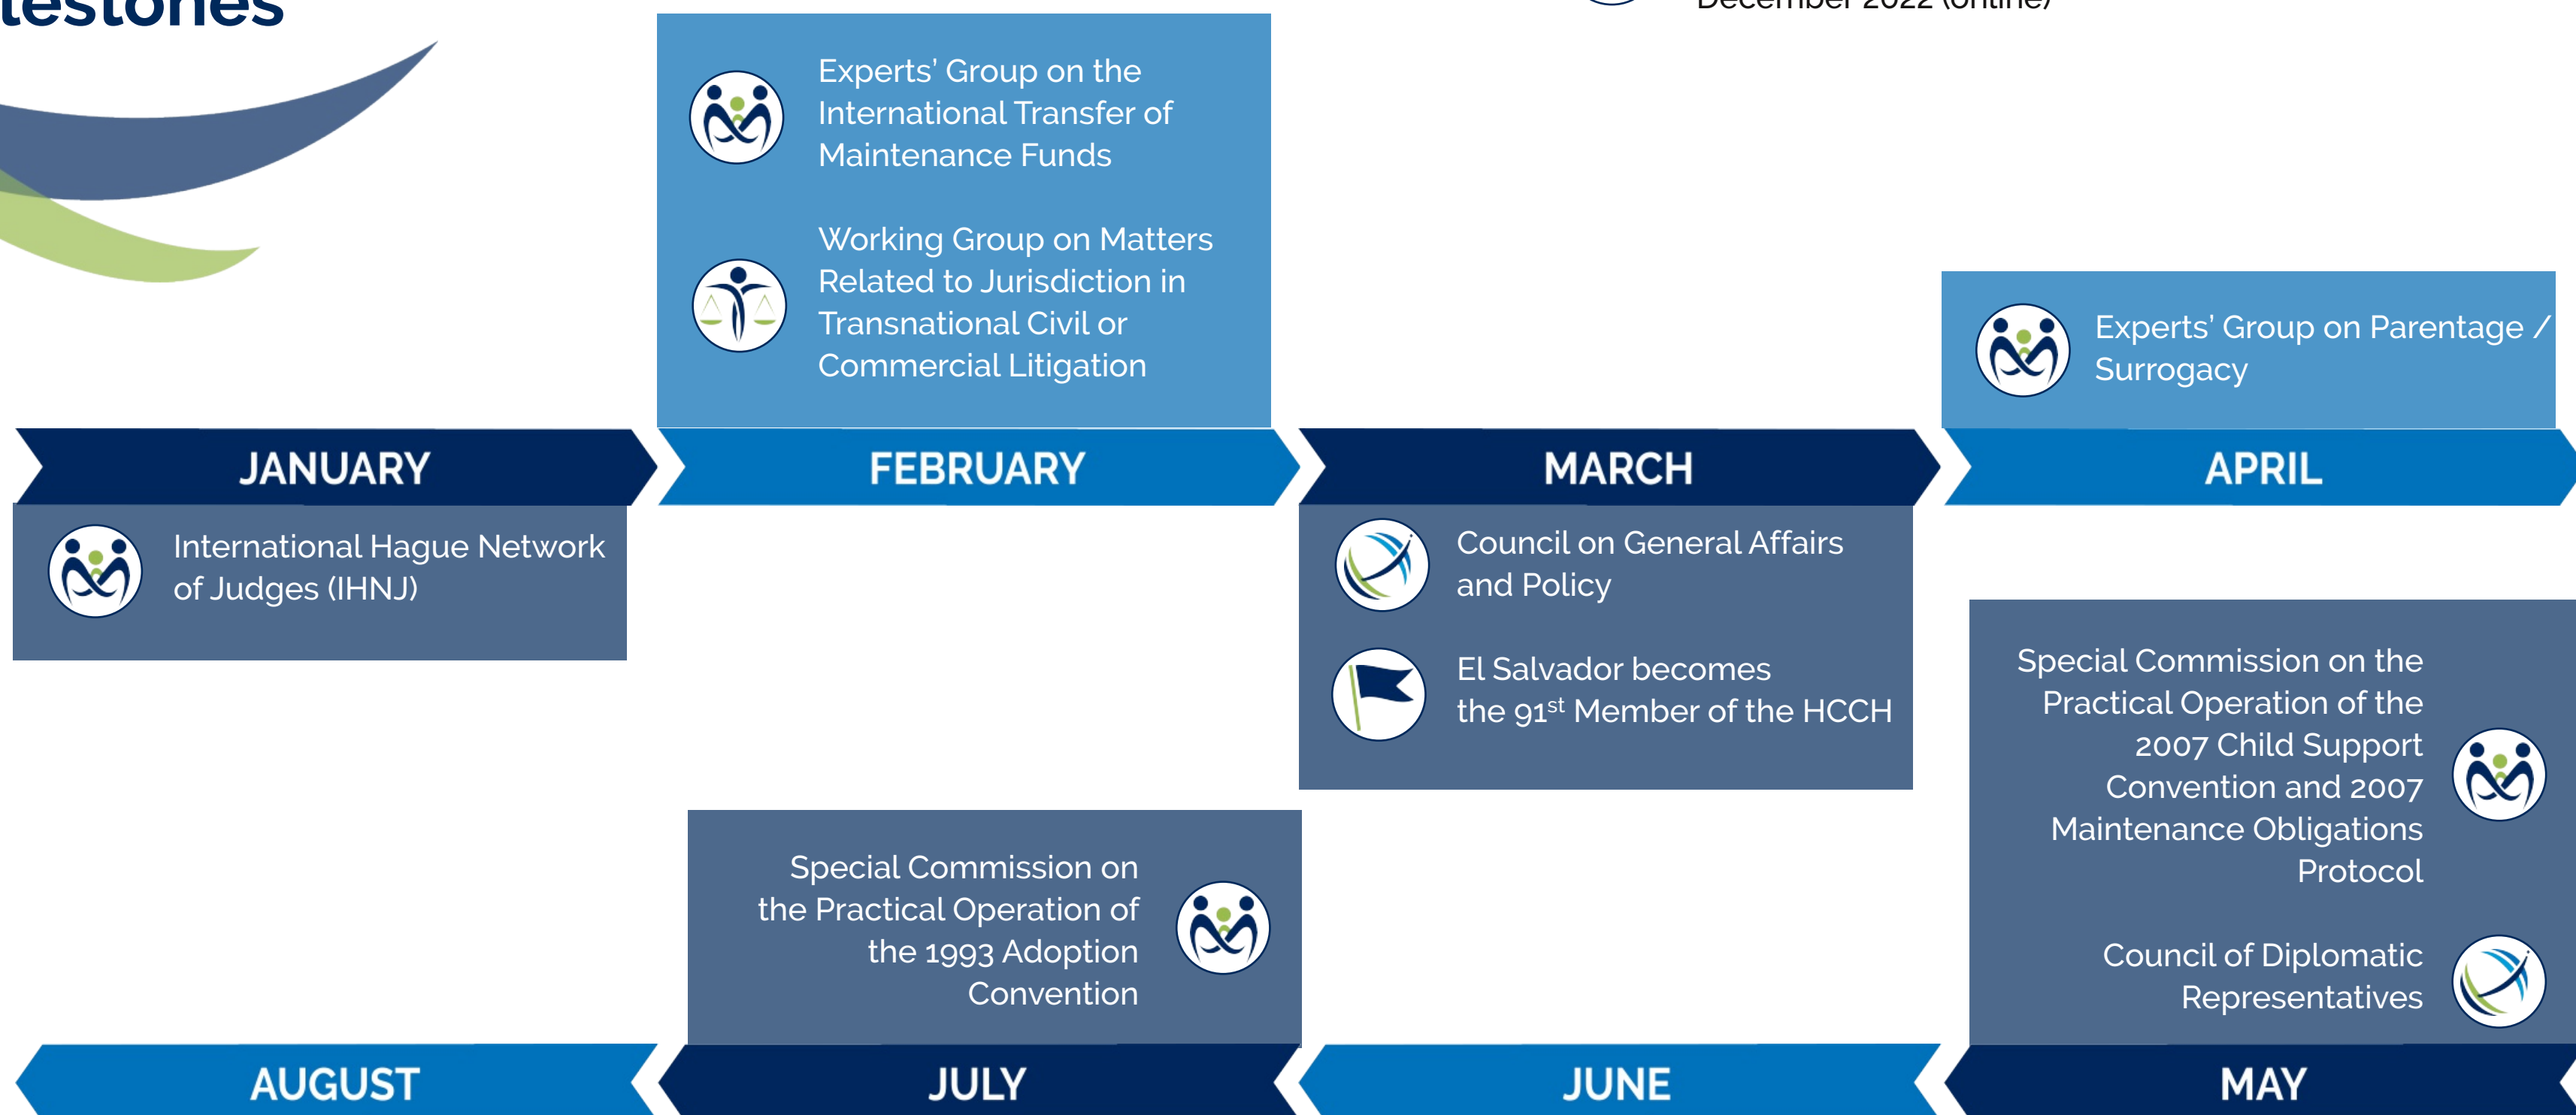 December 2022 (online)
Experts’ Group on the
International Transfer of
Maintenance Funds
Working Group on Matters
Related to Jurisdiction in
Transnational Civil or
Commercial Litigation
Experts’ Group on Parentage /
Surrogacy
JANUARY
FEBRUARY
MARCH
APRIL
International Hague Network
of Judges (IHNJ)
Council on General Affairs
and Policy
El Salvador becomes
the 91st Member of the HCCH
Special Commission on the
Practical Operation of the
2007 Child Support
Convention and 2007
Maintenance Obligations
Protocol
Council of Diplomatic
Representatives
Special Commission on
the Practical Operation of
the 1993 Adoption
Convention
AUGUST
JULY
JUNE
MAY